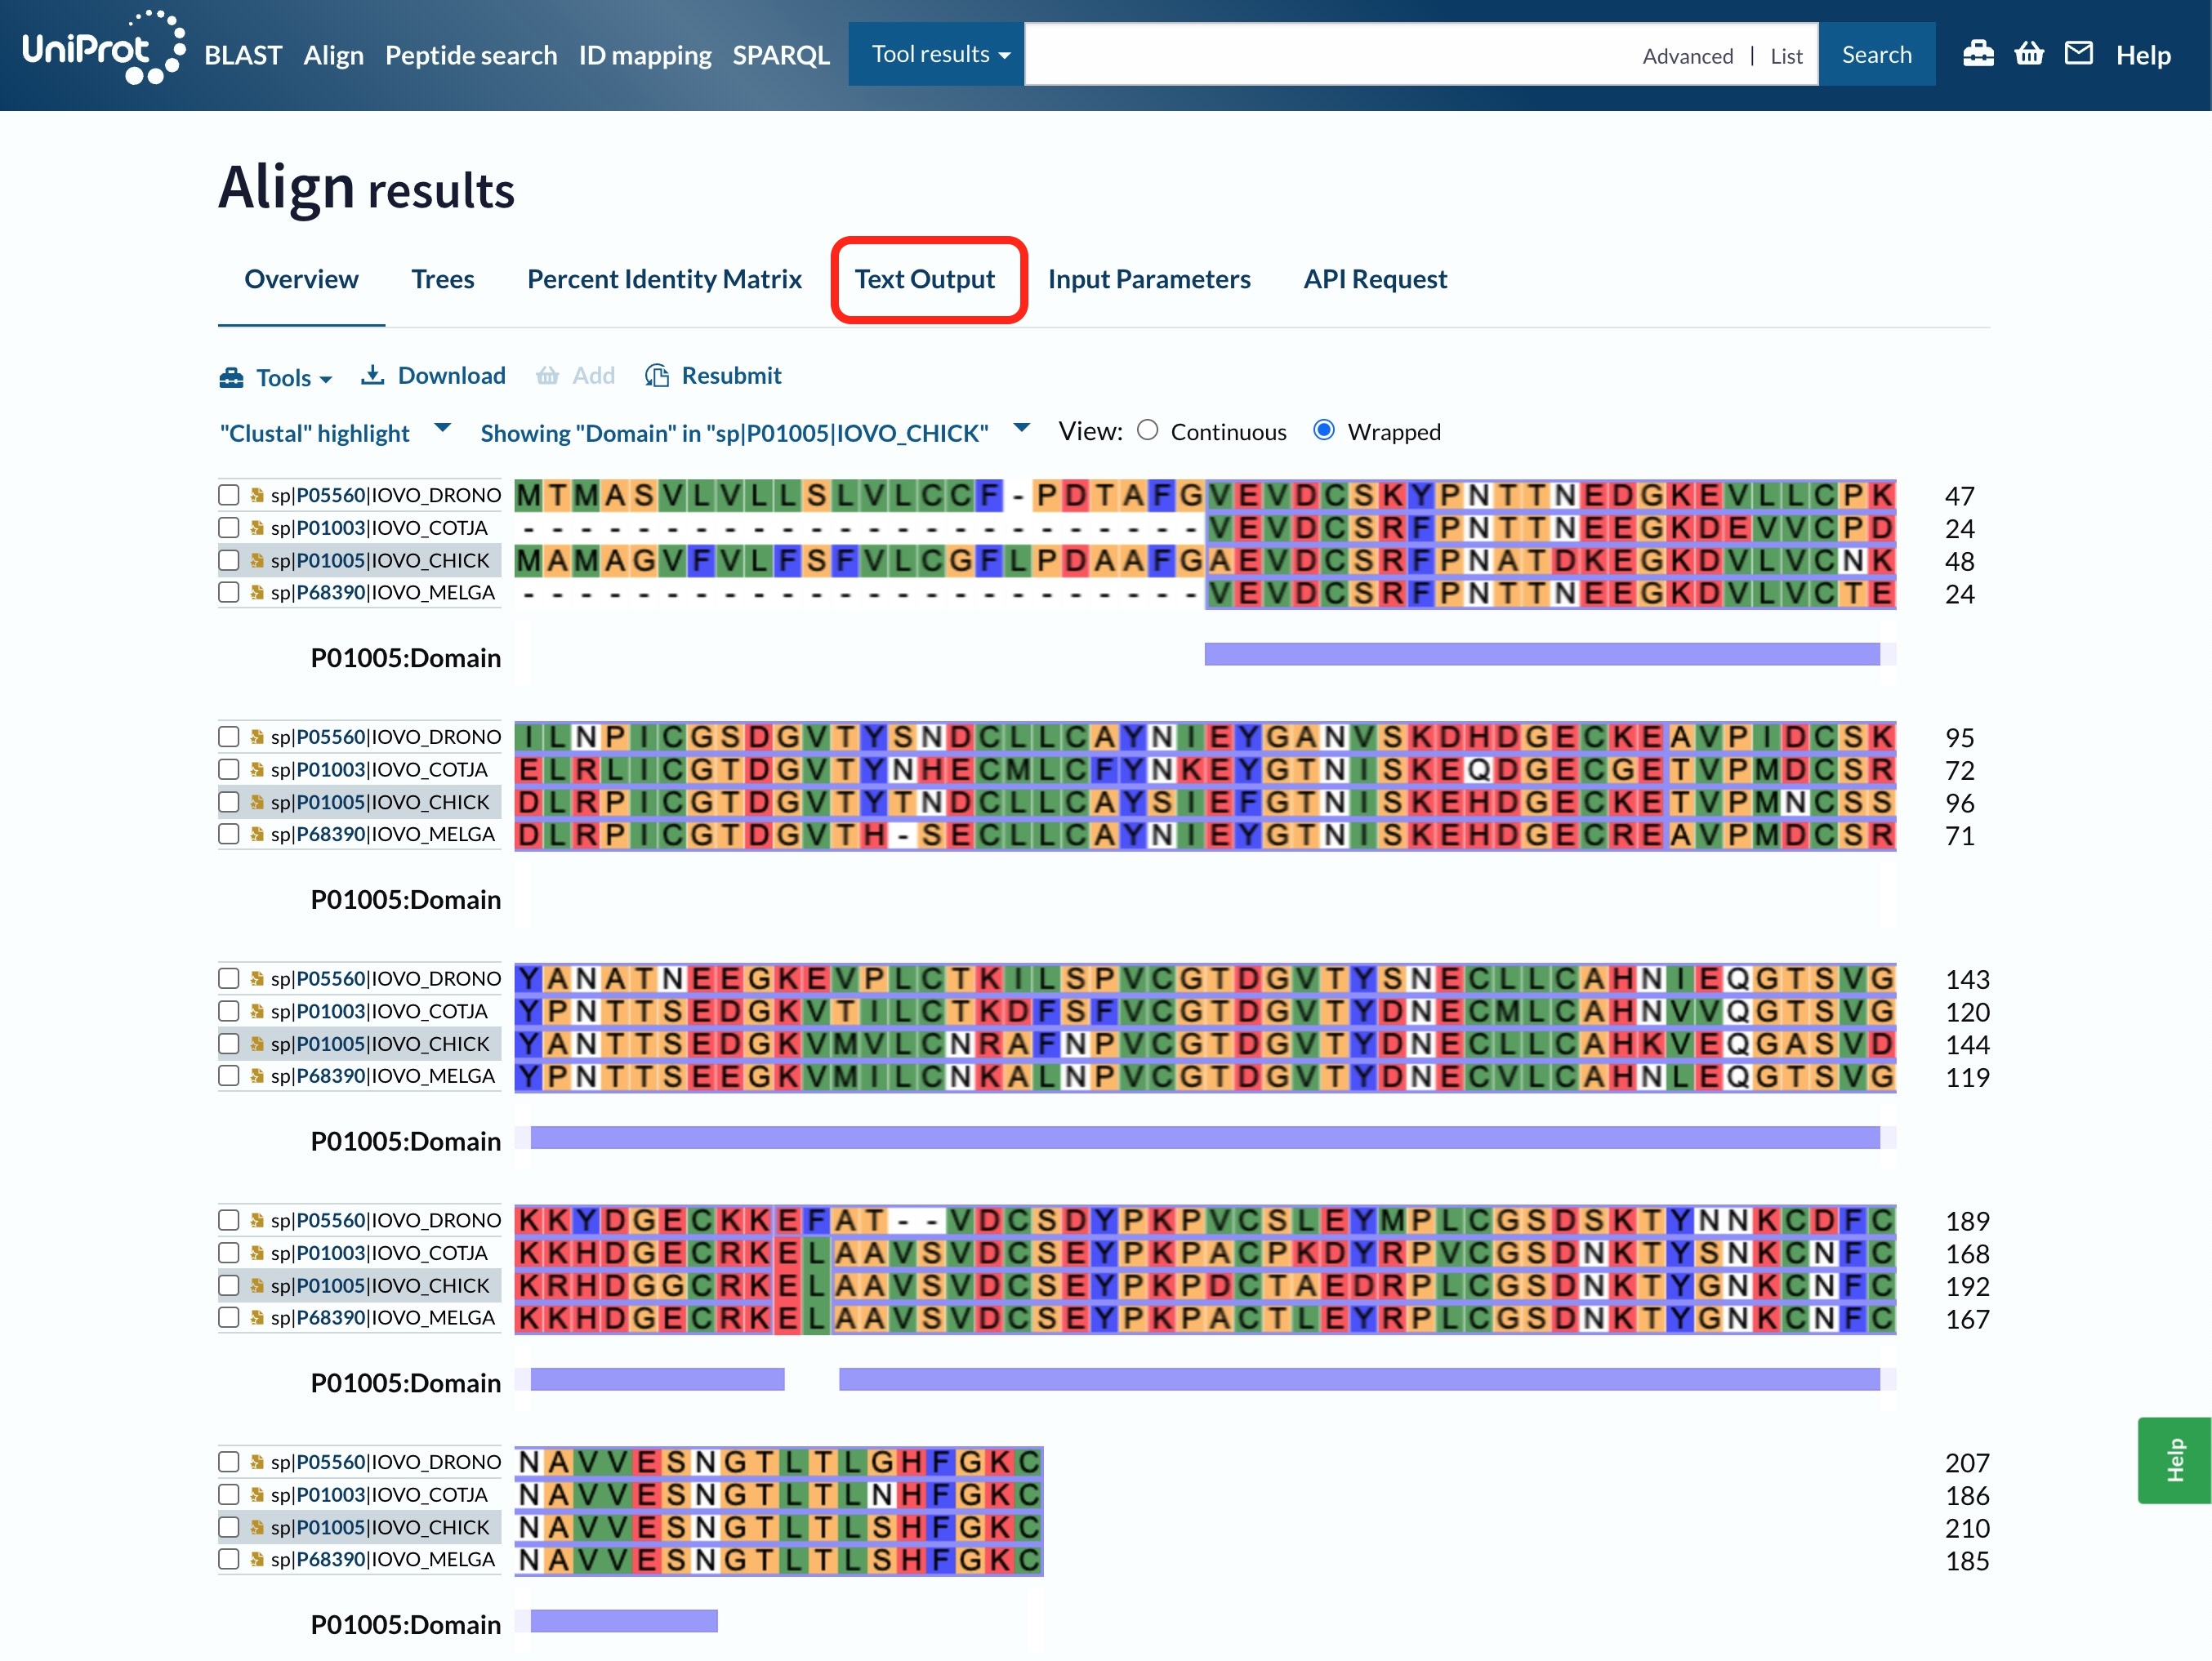 UniProt BLAST Align Peptide search ID mapping SPARQL Tool results Advanced | List Search Help
Align results
Overview Trees Percent Identity Matrix Text Output Input Parameters API Request
Tools Download Add Resubmit
"Clustal" highlight Showing "Domain" in "sp|P01005|IOVO_CHICK" View: Continuous Wrapped
sp|P05560|IOVO_DRONO MTMASVLVLLSLVLCCF-PDTAFGVEVDCSKYPNTTNEDGKEVLLCPK 47
sp|P01003|IOVO_COTJA ------------------------VEVDCSRFPNTTNEEGKDEVVCPD 24
sp|P01005|IOVO_CHICK MAMAGVFVLFSFVLCGFLPDAAFGAEVDCSRFPNATDKEGKDVLVCNK 48
sp|P68390|IOVO_MELGA ------------------------VEVDCSRFPNTTNEEGKDVLVCTE 24
P01005:Domain
sp|P05560|IOVO_DRONO ILNPICGSDGVTYSNDCLLCAYNIEYGANVSKDHDGECKEAVPIDCSK 95
sp|P01003|IOVO_COTJA ELRLICGTDGVTYNHECMLCFYNKEYGTNISKEQDGECGETVPMDCSR 72
sp|P01005|IOVO_CHICK DLRPICGTDGVTYTNDCLLCAYSIEFGTNISKEHDGECKETVPMNCSS 96
sp|P68390|IOVO_MELGA DLRPICGTDGVTH-SECLLCAYNIEYGTNISKEHDGECREAVPMDCSR 71
P01005:Domain
sp|P05560|IOVO_DRONO YANATNEEGKEVPLCTKILSPVCGTDGVTYSNECLLCAHNIEQGTSVG 143
sp|P01003|IOVO_COTJA YPNTTSEDGKVTILCTKDFSFVCGTDGVTYDNECMLCAHNVVQGTSVG 120
sp|P01005|IOVO_CHICK YANTTSEDGKVMVLCNRAFNPVCGTDGVTYDNECLLCAHKVEQGASVD 144
sp|P68390|IOVO_MELGA YPNTTSEEGKVMILCNKALNPVCGTDGVTYDNECVLCAHNLEQGTSVG 119
P01005:Domain
sp|P05560|IOVO_DRONO KKYDGECKKEFAT--VDCSDYPKPVCSLEYMPLCGSDSKTYNNKCDFC 189
sp|P01003|IOVO_COTJA KKHDGECRKELAAVSVDCSEYPKPACPKDYRPVCGSDNKTYSNKCNFC 168
sp|P01005|IOVO_CHICK KRHDGGCRKELAAVSVDCSEYPKPDCTAEDRPLCGSDNKTYGNKCNFC 192
sp|P68390|IOVO_MELGA KKHDGECRKELAAVSVDCSEYPKPACTLEYRPLCGSDNKTYGNKCNFC 167
P01005:Domain
sp|P05560|IOVO_DRONO NAVVESNGTLTLGHFGKC 207
sp|P01003|IOVO_COTJA NAVVESNGTLTLNHFGKC 186
sp|P01005|IOVO_CHICK NAVVESNGTLTLSHFGKC 210
sp|P68390|IOVO_MELGA NAVVESNGTLTLSHFGKC 185
P01005:Domain
Help